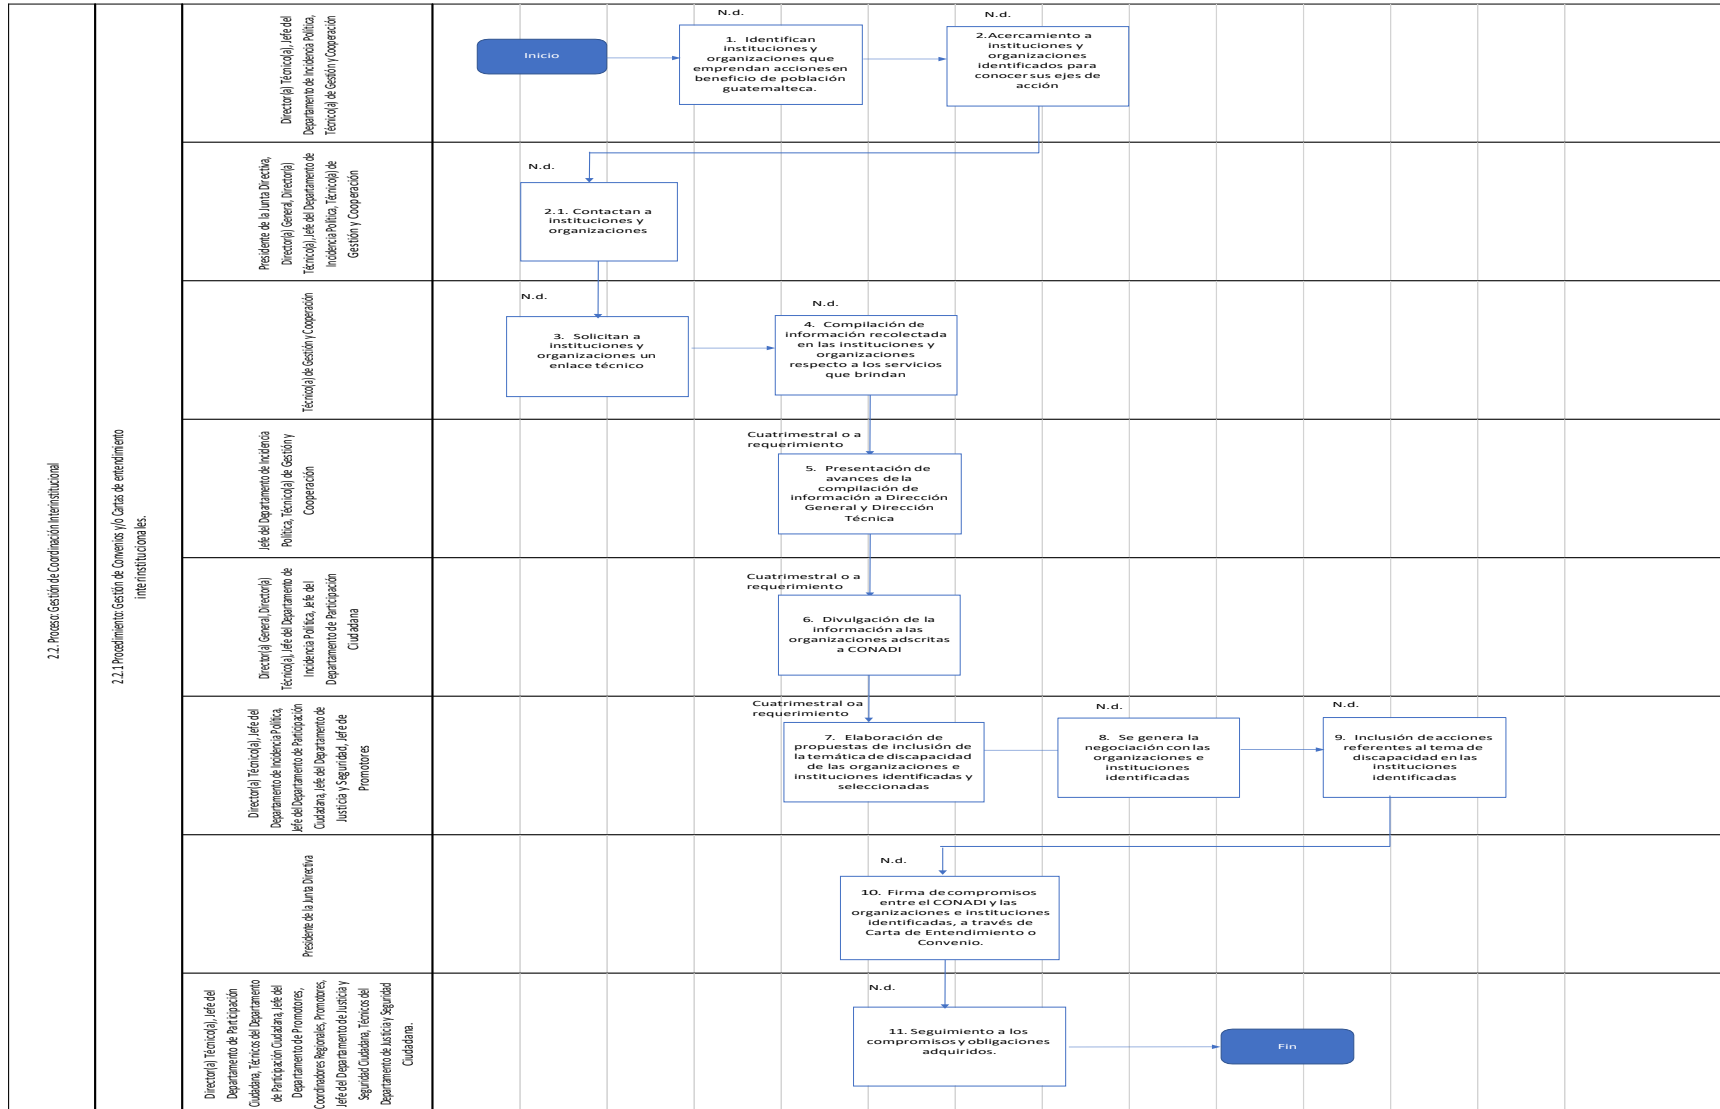 2.2. Proceso: Gestión de Coordinación Interinstitucional
2.2.1 Procedimiento: Gestión de Convenios y/o Cartas de entendimiento
interinstitucionales.
Director(a) Técnico(a), Jefe del
Departamento de Incidencia Política,
Técnico(a) de Gestión y Cooperación
Inicio
N.d.
1. Identifican
instituciones y
organizaciones que
emprendan acciones en
beneficio de población
guatemalteca.
N.d.
2.Acercamiento a
instituciones y
organizaciones
identificados para
conocer sus ejes de
acción
Presidente de la Junta Directiva,
Director(a) General, Director(a)
Técnico(a), Jefe del Departamento de
Incidencia Política, Técnico(a) de
Gestión y Cooperación
N.d.
2.1. Contactan a
instituciones y
organizaciones
Técnico(a) de Gestión y Cooperación
N.d.
3. Solicitan a
instituciones y
organizaciones un
enlace técnico
N.d.
4. Compilación de
información recolectada
en las instituciones y
organizaciones
respecto a los servicios
que brindan
Jefe del Departamento de Incidencia
Política, Técnico(a) de Gestión y
Cooperación
Cuatrimestral o a
requerimiento
5. Presentación de
avances de la
compilación de
información a Dirección
General y Dirección
Técnica
Director(a) General, Director(a)
Técnico(a), Jefe del Departamento de
Incidencia Política, Jefe del
Departamento de Participación
Ciudadana
Cuatrimestral o a
requerimiento
6. Divulgación de la
información a las
organizaciones adscritas
a CONADI
Director(a) Técnico(a), Jefe del
Departamento de Incidencia Política,
Jefe del Departamento de Participación
Ciudadana, Jefe del Departamento de
Justicia y Seguridad, Jefe de
Promotores
Cuatrimestral oa
requerimiento
7. Elaboración de
propuestas de inclusión de
la temática de discapacidad
de las organizaciones e
instituciones identificadas y
seleccionadas
N.d.
8. Se genera la
negociación con las
organizaciones e
instituciones
identificadas
N.d.
9. Inclusión de acciones
referentes al tema de
discapacidad en las
instituciones
identificadas
Presidente de la Junta Directiva
N.d.
10. Firma de compromisos
entre el CONADI y las
organizaciones e instituciones
identificadas, a través de
Carta de Entendimiento o
Convenio.
Director(a) Técnico(a), Jefe del
Departamento de Participación
Ciudadana, Técnicos del Departamento
de Participación Ciudadana, Jefe del
Departamento de Promotores,
Coordinadores Regionales, Promotores,
Jefe del Departamento de Justicia y
Seguridad Ciudadana, Técnicos del
Departamento de Justicia y Seguridad
Ciudadana.
N.d.
11. Seguimiento a los
compromisos y obligaciones
adquiridos.
Fin